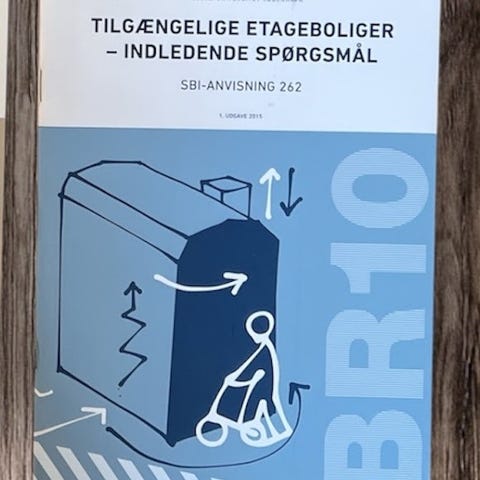 TILGÆNGELIGE ETAGEBOLIGER
– INDLEDENDE SPØRGSMÅL
SBI-ANVISNING 262
1. UDGAVE 2015
BR10